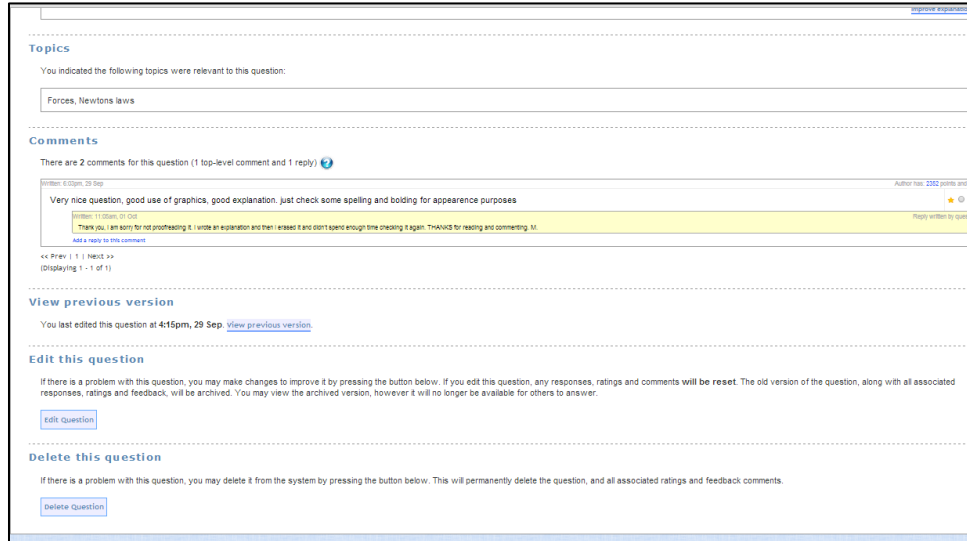 Improve explanatio
Topics
You indicated the following topics were relevant to this question:
Forces, Newtons laws
Comments
There are 2 comments for this question (1 top-level comment and 1 reply)
Written: 6:02pm, 29 Sep Author has: 2352 points and
Very nice question, good use of graphics, good explanation. just check some spelling and bolding for appearence purposes
Written: 11:05am, 01 Oct Reply written by ques
Thank you, I am sorry for not proofreading it. I wrote an explanation and then I erased it and didn't spend enough time checking it again. THANKS for reading and commenting. M.
Add a reply to this comment
<< Prev | 1 | Next >>
(Displaying 1 - 1 of 1)
View previous version
You last edited this question at 4:15pm, 29 Sep. View previous version.
Edit this question
If there is a problem with this question, you may make changes to improve it by pressing the button below. If you edit this question, any responses, ratings and comments will be reset. The old version of the question, along with all associated
responses, ratings and feedback, will be archived. You may view the archived version, however it will no longer be available for others to answer.
Edit Question
Delete this question
If there is a problem with this question, you may delete it from the system by pressing the button below. This will permanently delete the question, and all associated ratings and feedback comments.
Delete Question